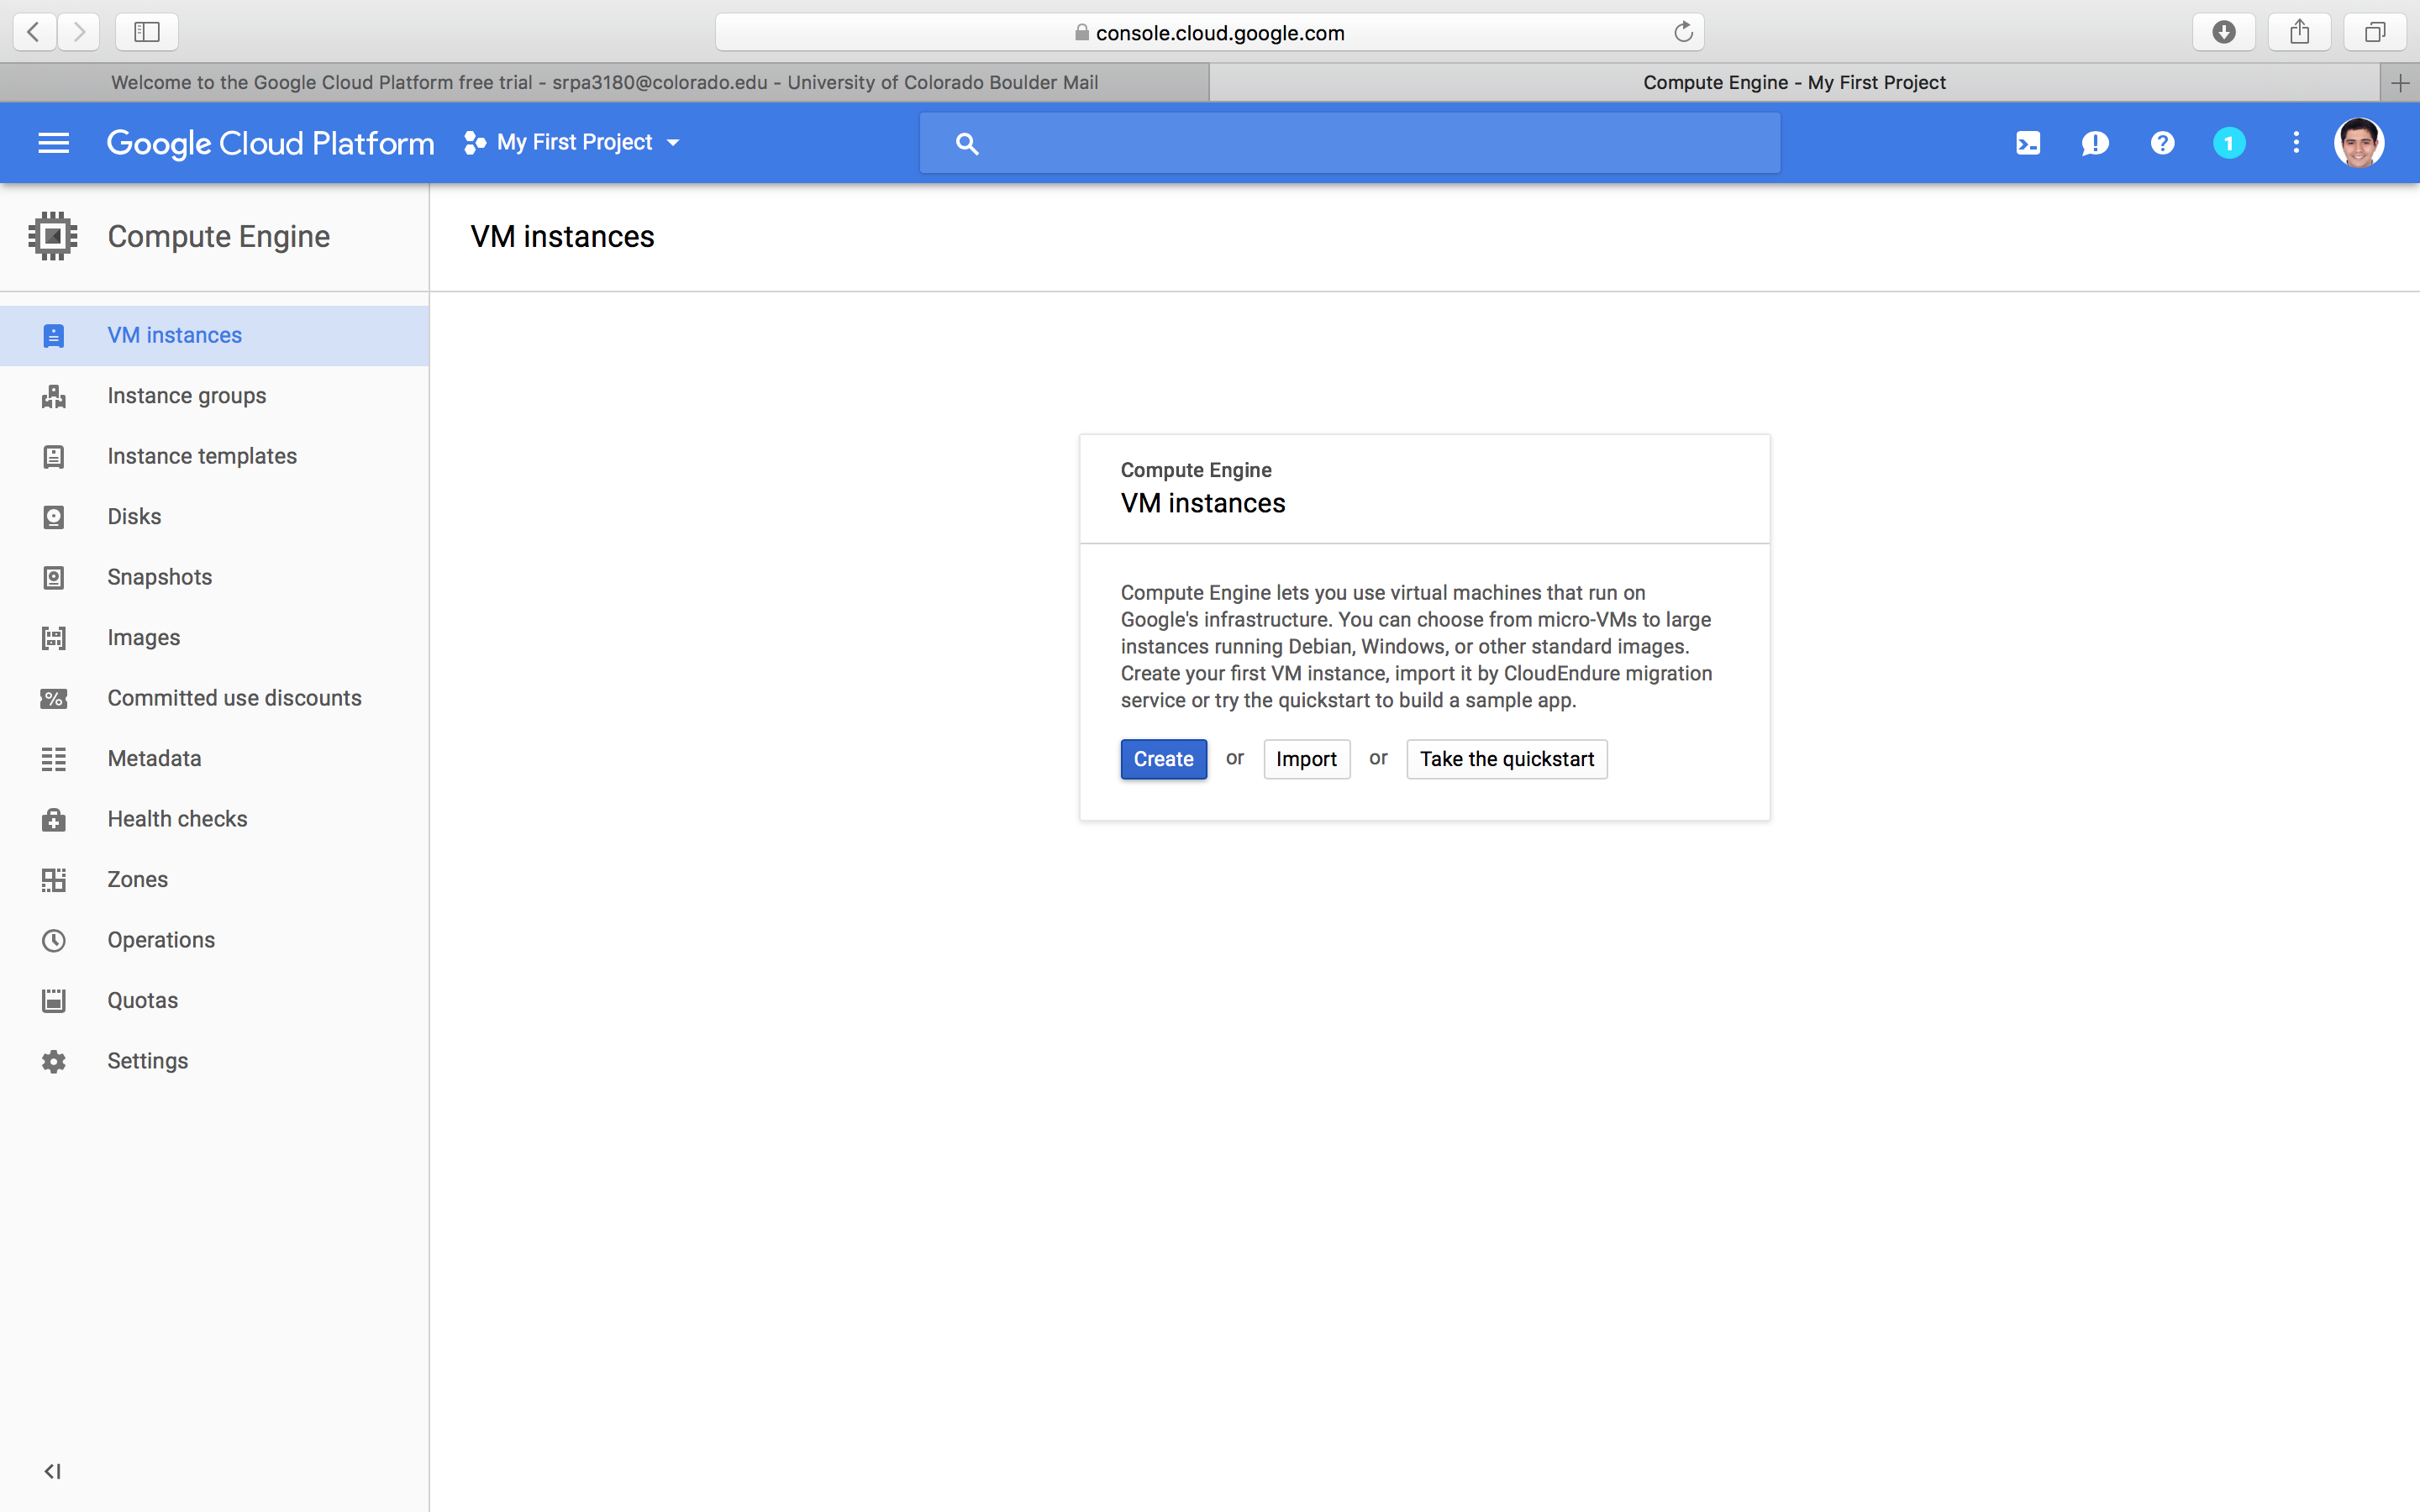 console.cloud.google.com
Welcome to the Google Cloud Platform free trial - srpa3180@colorado.edu - University of Colorado Boulder Mail
Compute Engine - My First Project
Google Cloud Platform
My First Project
1
Compute Engine
VM instances
VM instances
Instance groups
Instance templates
Disks
Snapshots
Images
Committed use discounts
Metadata
Health checks
Zones
Operations
Quotas
Settings
Compute Engine
VM instances
Compute Engine lets you use virtual machines that run on
Google's infrastructure. You can choose from micro-VMs to large
instances running Debian, Windows, or other standard images.
Create your first VM instance, import it by CloudEndure migration
service or try the quickstart to build a sample app.
Create or Import or Take the quickstart